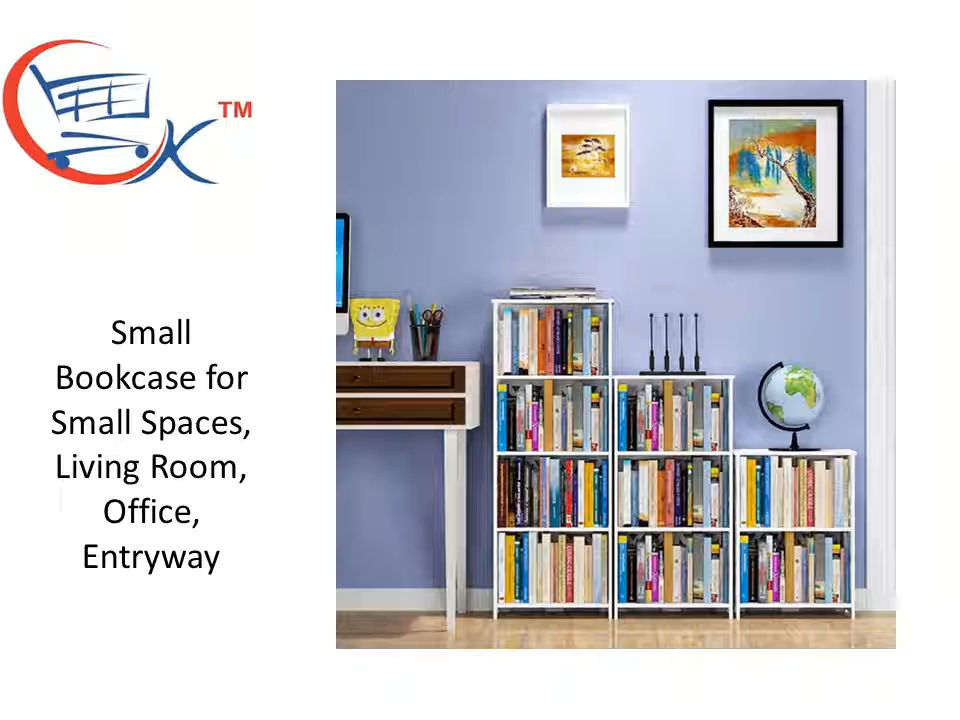 TM
Small
Bookcase for
Small Spaces,
Living Room,
Office,
Entryway